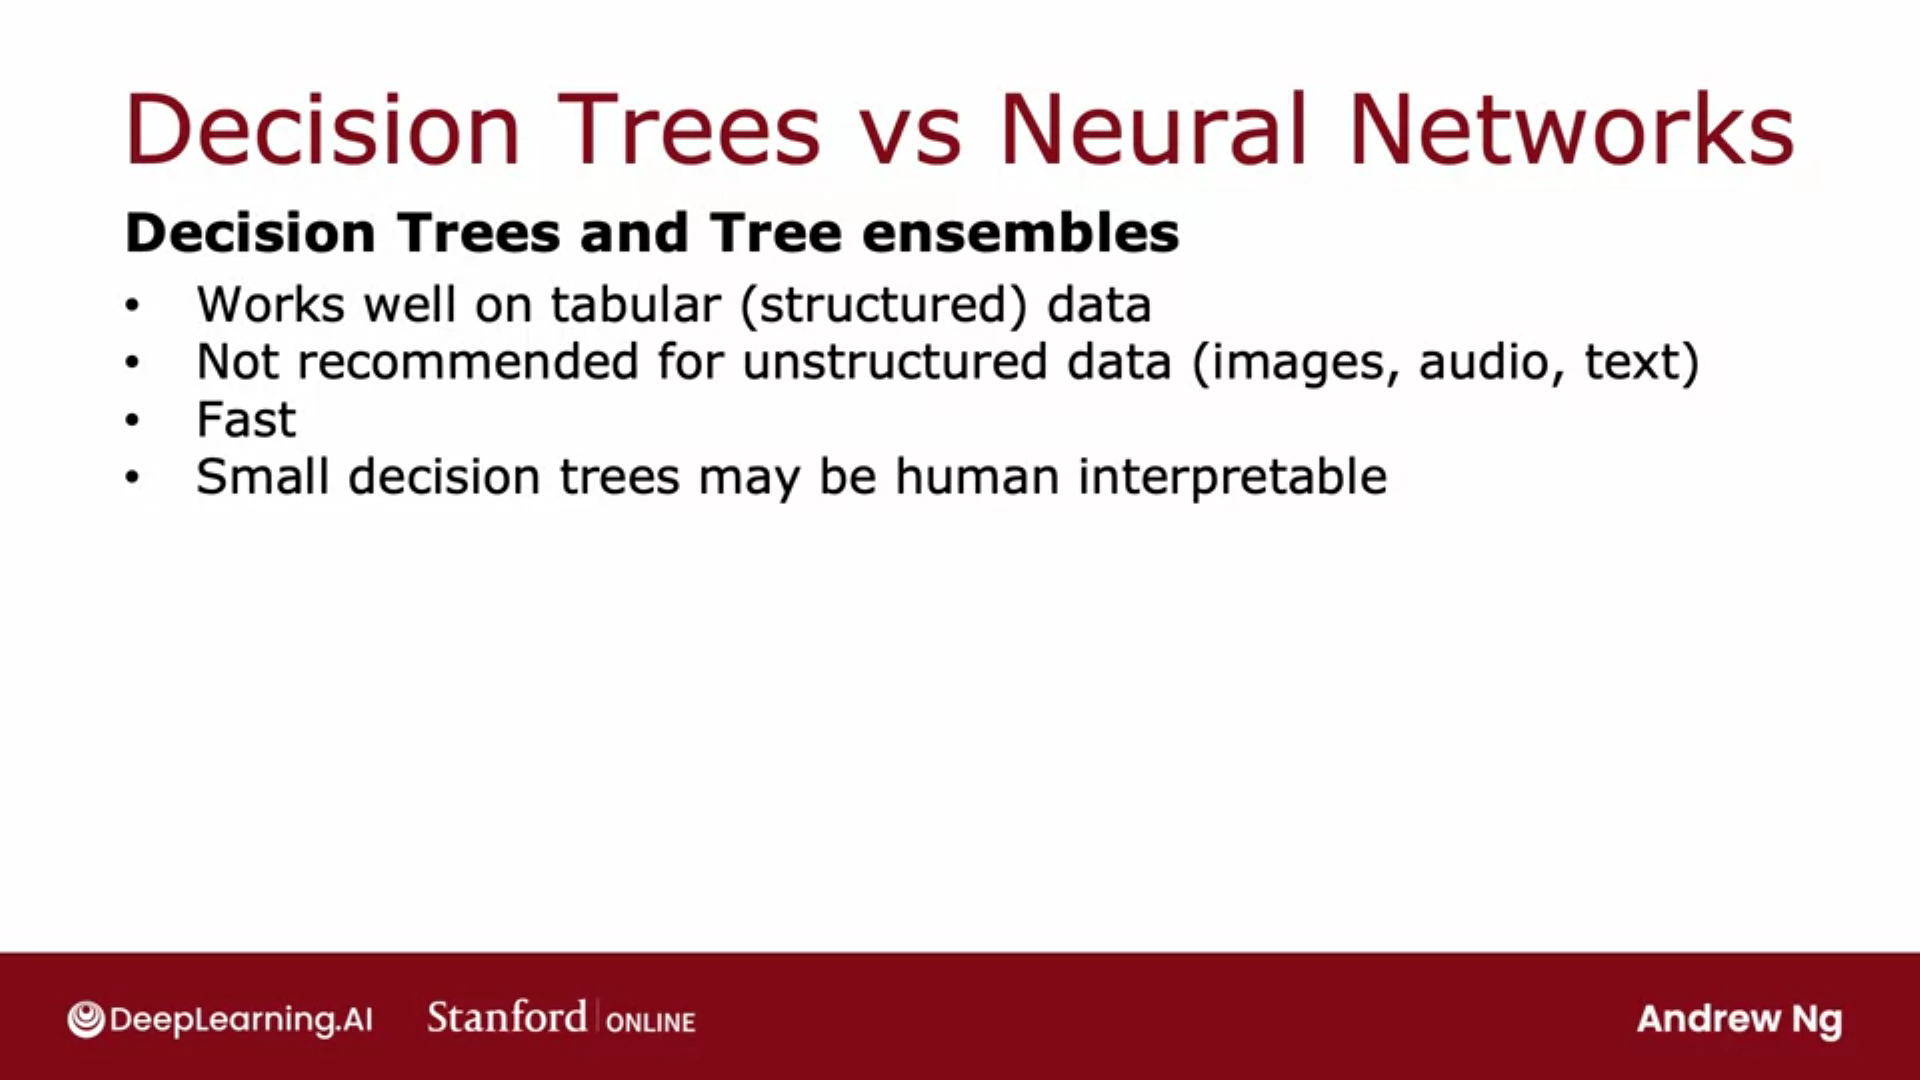 Decision Trees vs Neural Networks
Decision Trees and Tree ensembles
• Works well on tabular (structured) data
• Not recommended for unstructured data (images, audio, text)
• Fast
• Small decision trees may be human interpretable
DeepLearning.AI Stanford ONLINE Andrew Ng